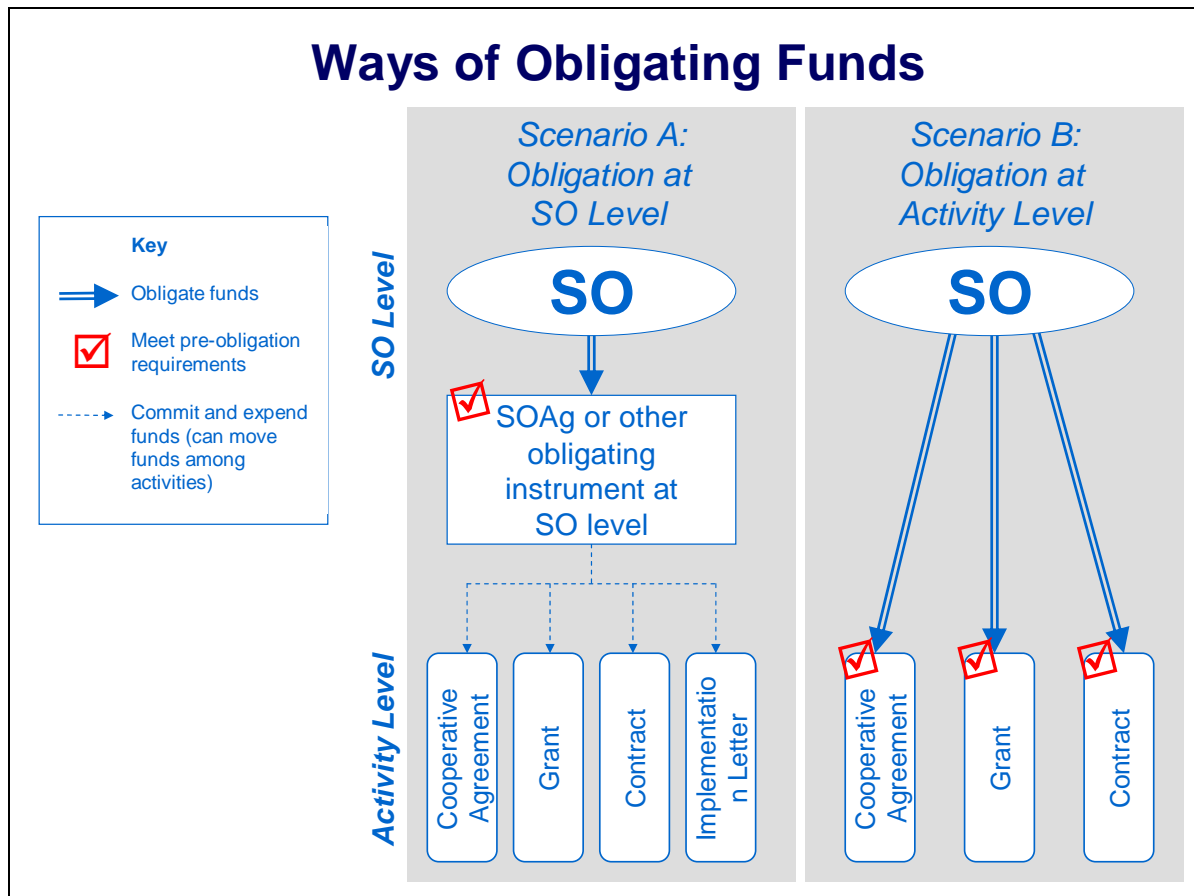 Ways of Obligating Funds
Key
Obligate funds
Meet pre-obligation
requirements
Commit and expend
funds (can move
funds among
activities)
SO Level
Activity Level
Scenario A:
Obligation at
SO Level
SO
SOAg or other
obligating
instrument at
SO level
Cooperative
Agreement
Grant
Contract
Implementatio
n Letter
Scenario B:
Obligation at
Activity Level
SO
Cooperative
Agreement
Grant
Contract